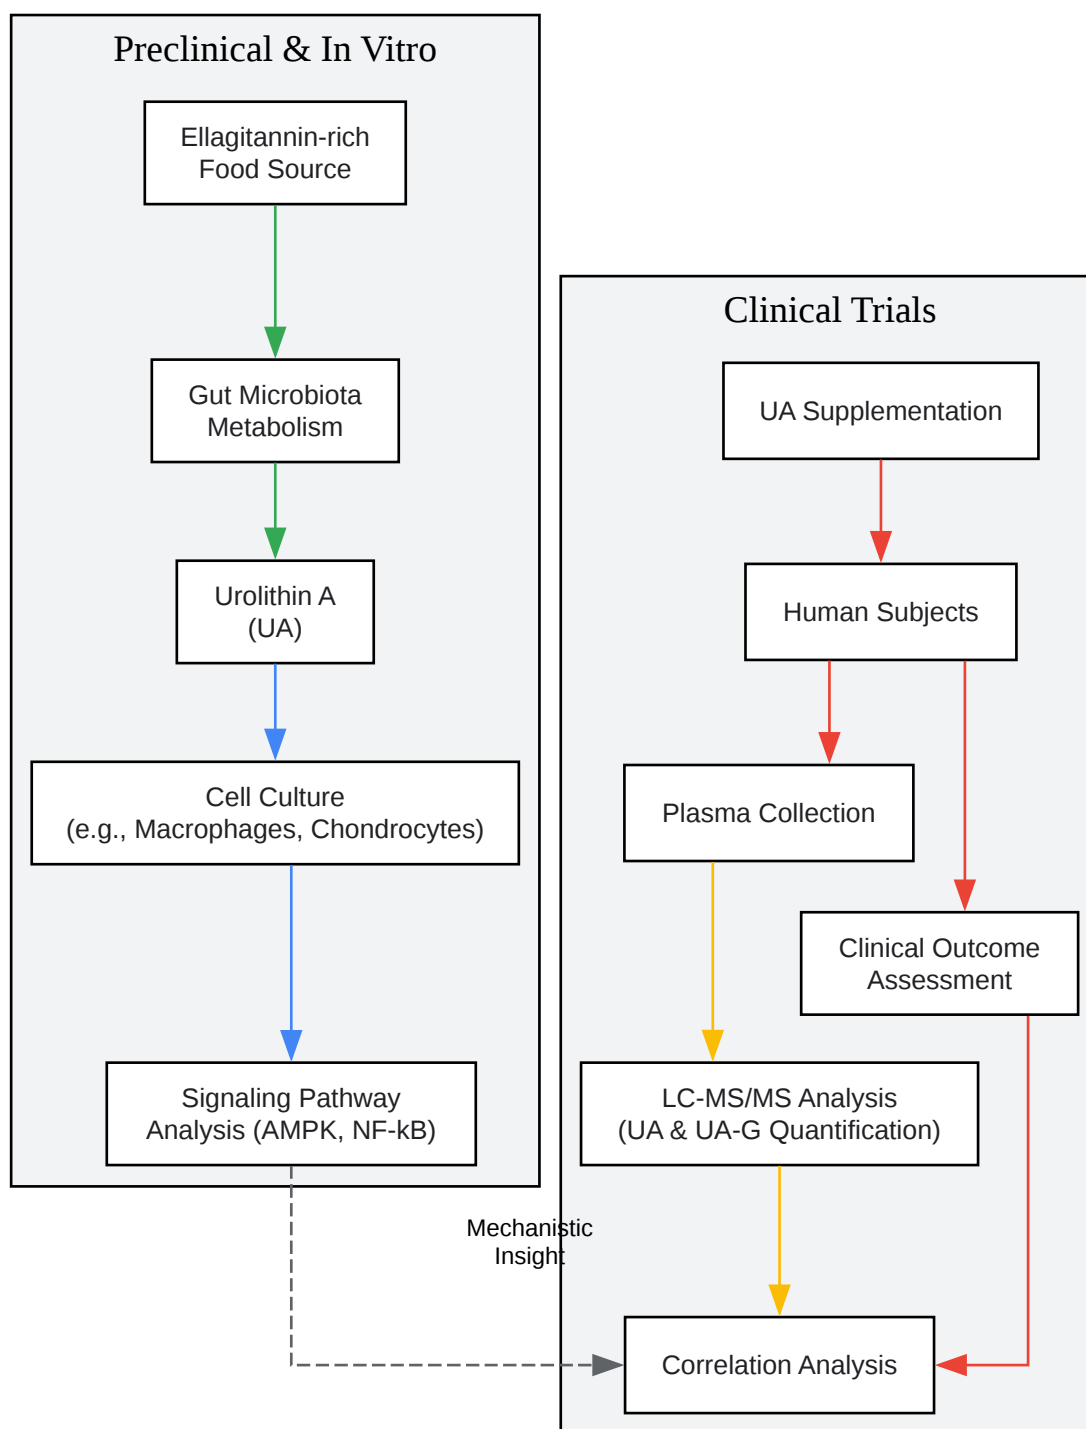 Preclinical & In Vitro
Ellagitannin-rich
Food Source
Gut Microbiota
Metabolism
Urolithin A
(UA)
Cell Culture
(e.g., Macrophages, Chondrocytes)
Signaling Pathway
Analysis (AMPK, NF-kB)
Mechanistic
Insight
Clinical Trials
UA Supplementation
Human Subjects
Plasma Collection
Clinical Outcome
Assessment
LC-MS/MS Analysis
(UA & UA-G Quantification)
Correlation Analysis